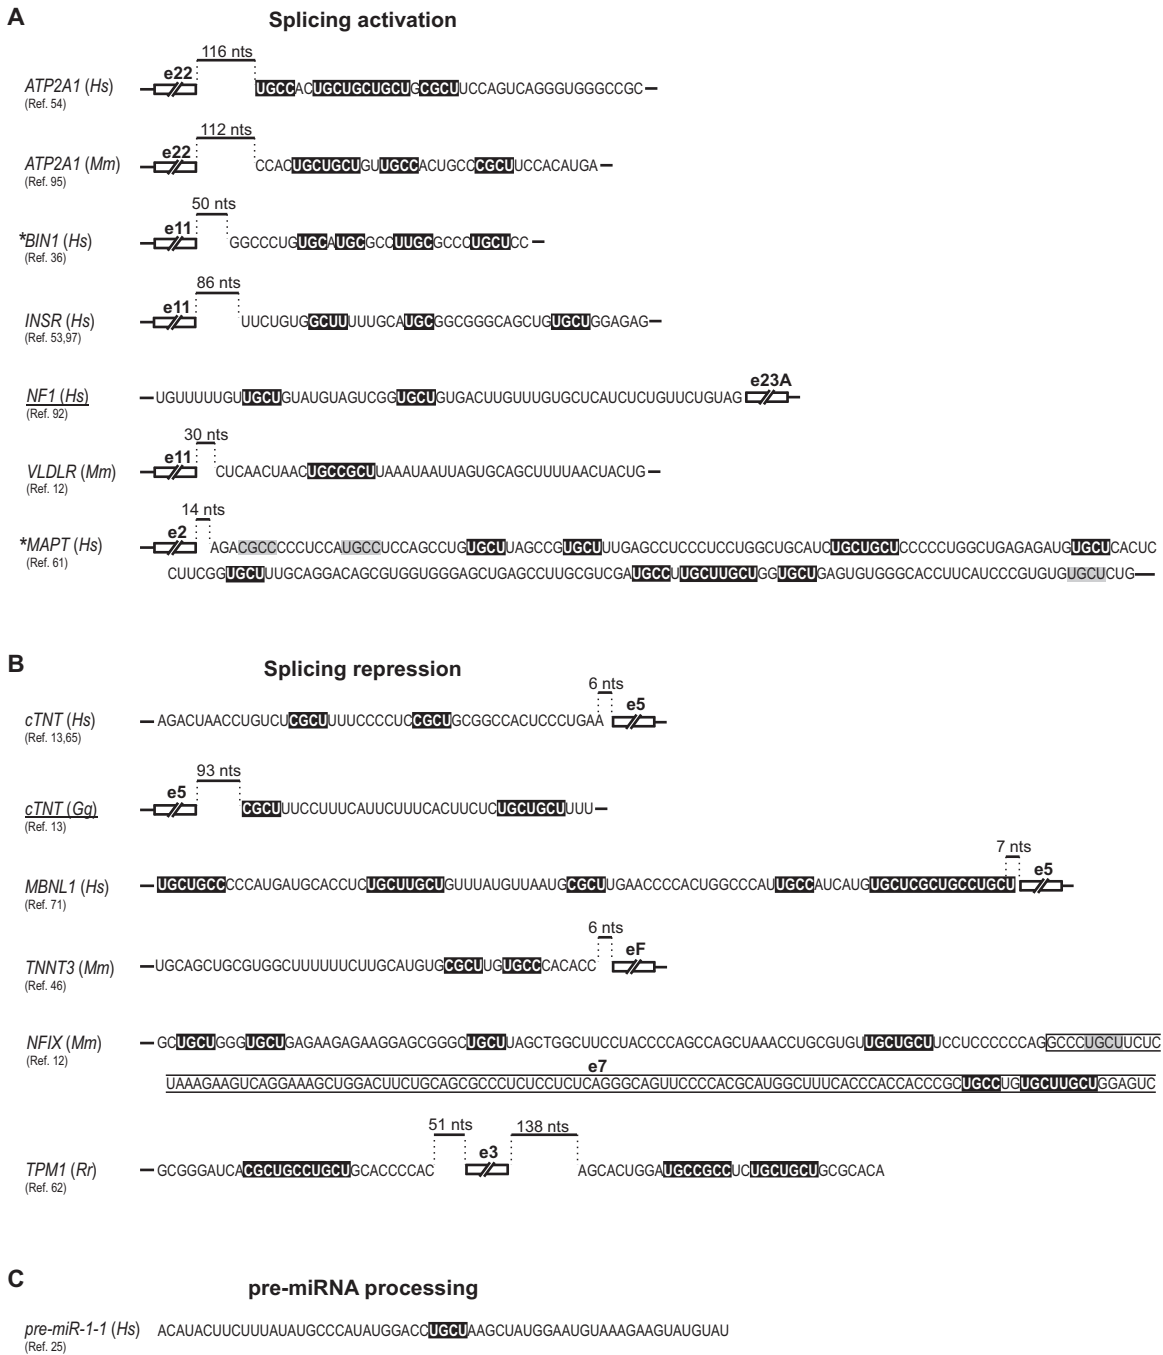 A
Splicing activation
116 nts
e22
ATP2A1 (Hs)
UGCCACUGCUGCUGCUGCGCUUCCAGUCAGGGUGGGCCGC
(Ref. 54)
112 nts
e22
ATP2A1 (Mm)
CCACUGCUGCUGUUGCCACUGCCCGCUUCCACAUGA
(Ref. 95)
50 nts
e11
*BIN1 (Hs)
GGCCCUGUGCAUGCGCCUUGCGCCCUGCUCC
(Ref. 36)
86 nts
e11
INSR (Hs)
UUCUGUGGCUUUUUGCAUGCGGCGGGCAGCUGUGCUGGAGAG
(Ref. 53,97)
NF1 (Hs)
UGUUUUUGUUGCUGUAUGUAGUCGGUGCUGUGACUUGUUUGUGCUCAUCUCUGUUCUGUAG
e23A
(Ref. 92)
30 nts
e11
VLDLR (Mm)
CUCAACUAACUGCCGCUUAAAUAAUUAGUGCAGCUUUUAACUACUG
(Ref. 12)
14 nts
e2
*MAPT (Hs)
AGACGCCCCCUCCAUGCCUCCAGCCUGUGCUUAGCCGUGCUUUGAGCCUCCCUCCUGGCUGCAUCUGCUGCUCCCCCUGGCUGAGAGAUGUGCUCACUC
(Ref. 61)
CUUCGGUGCUUUGCAGGACAGCGUGGUGGGAGCUGAGCCUUGCGUCGAUGCCUUGCUUGCUGGUGCUGAGUGUGGGCACCUUCAUCCCGUGUGUGCUCUG
B
Splicing repression
6 nts
cTNT (Hs)
AGACUAACCUGUCUCGCUUUUCCCCUCCGCUGCGGCCACUCCCUGAA
e5
(Ref. 13,65)
93 nts
e5
cTNT (Gg)
CGCUUUCCUUUCAUUCUUUCACUUCUCUGCUGCUUUU
(Ref. 13)
7 nts
MBNL1 (Hs)
UGCUGCCCCCAUGAUGCACCUCUGCUUGCUGUUUAUGUUAAUGCGCUUGAACCCCACUGGCCCAUUGCCAUCAUGUGCUCGCUGCCUGCU
e5
(Ref. 71)
6 nts
TNNT3 (Mm)
UGCAGCUGCGUGGCUUUUUUCUUGCAUGUGCGCUUGUGCCCACACC
eF
(Ref. 46)
NFIX (Mm)
GCUGCUGGGUGCUGAGAAGAGAAGGAGCGGGCUGCUUAGCUGGCUUCCUACCCCAGCCAGCUAAACCUGCGUGUUGCUGCUUCCUCCCCCCAGGCCCUGCUUCUC
(Ref. 12)
e7
UAAAGAAGUCAGGAAAGCUGGACUUCUGCAGCGCCCUCUCCUCUCAGGGCAGUUCCCCACGCAUGGCUUUCACCCACCACCCGCUGCCUGUGCUUGCUGGAGUC
51 nts
138 nts
TPM1 (Rr)
GCGGGAUCACGCUGCCUGCUGCACCCCAC
e3
AGCACUGGAUGCCGCCUCUGCUGCUGCGCACA
(Ref. 62)
C
pre-miRNA processing
pre-miR-1-1 (Hs)
ACAUACUUCUUUAUAUGCCCAUAUGGACCUGCUAAGCUAUGGAAUGUAAAGAAGUAUGUAU
(Ref. 25)